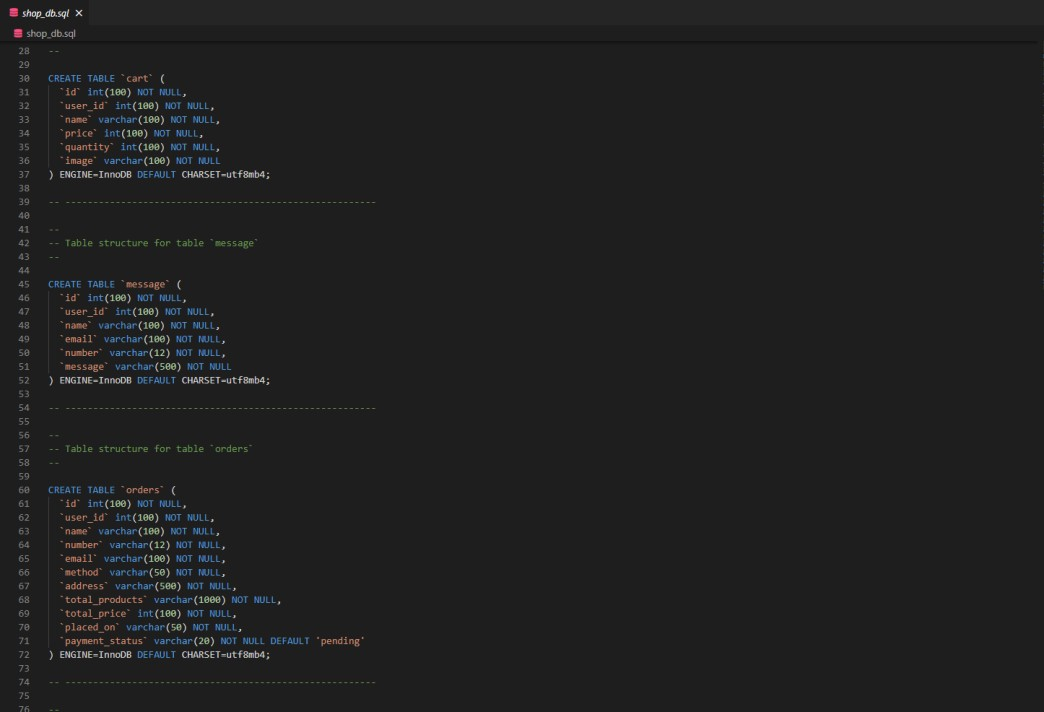 shop_db.sql ×
shop_db.sql
28 --
29
30 CREATE TABLE `cart` (
31 `id` int(100) NOT NULL,
32 `user_id` int(100) NOT NULL,
33 `name` varchar(100) NOT NULL,
34 `price` int(100) NOT NULL,
35 `quantity` int(100) NOT NULL,
36 `image` varchar(100) NOT NULL
37 ) ENGINE=InnoDB DEFAULT CHARSET=utf8mb4;
38
39 -- --------------------------------------------------------
40
41 --
42 -- Table structure for table `message`
43 --
44
45 CREATE TABLE `message` (
46 `id` int(100) NOT NULL,
47 `user_id` int(100) NOT NULL,
48 `name` varchar(100) NOT NULL,
49 `email` varchar(100) NOT NULL,
50 `number` varchar(12) NOT NULL,
51 `message` varchar(500) NOT NULL
52 ) ENGINE=InnoDB DEFAULT CHARSET=utf8mb4;
53
54 -- --------------------------------------------------------
55
56 --
57 -- Table structure for table `orders`
58 --
59
60 CREATE TABLE `orders` (
61 `id` int(100) NOT NULL,
62 `user_id` int(100) NOT NULL,
63 `name` varchar(100) NOT NULL,
64 `number` varchar(12) NOT NULL,
65 `email` varchar(100) NOT NULL,
66 `method` varchar(50) NOT NULL,
67 `address` varchar(500) NOT NULL,
68 `total_products` varchar(1000) NOT NULL,
69 `total_price` int(100) NOT NULL,
70 `placed_on` varchar(50) NOT NULL,
71 `payment_status` varchar(20) NOT NULL DEFAULT 'pending'
72 ) ENGINE=InnoDB DEFAULT CHARSET=utf8mb4;
73
74 -- --------------------------------------------------------
75
76 --